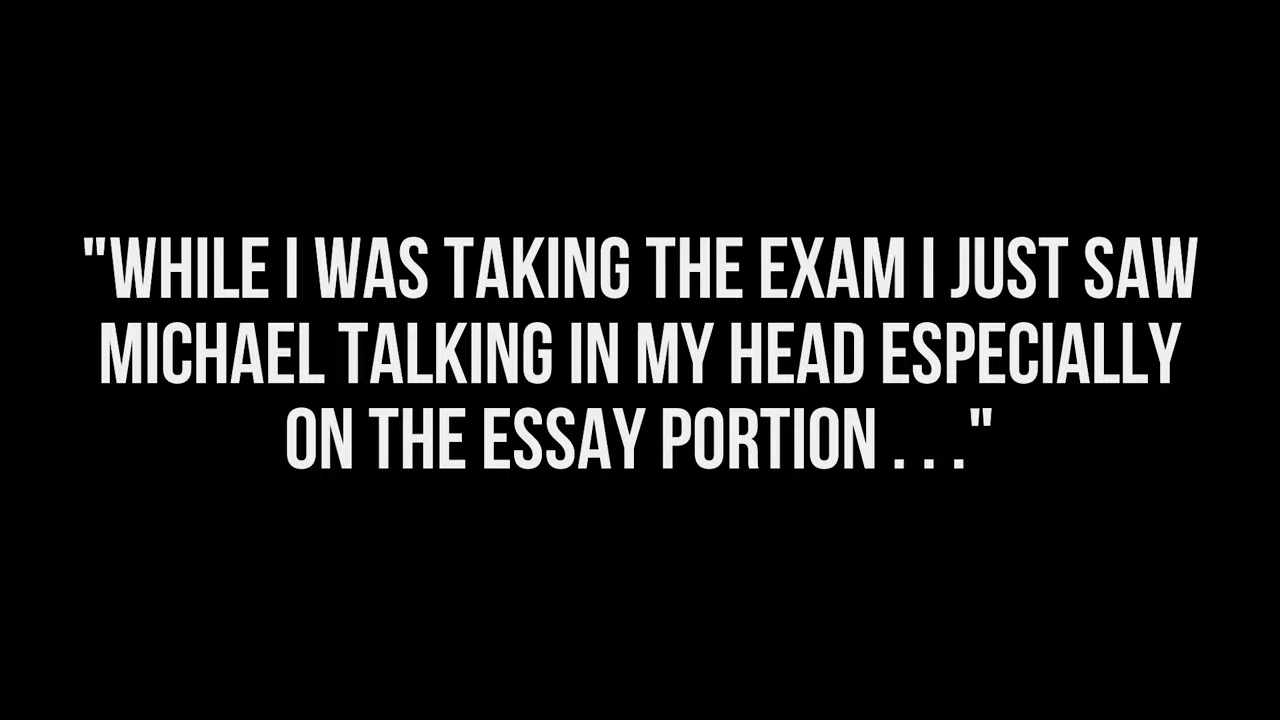 "WHILE I WAS TAKING THE EXAM I JUST SAW
MICHAEL TALKING IN MY HEAD ESPECIALLY
ON THE ESSAY PORTION . . ."